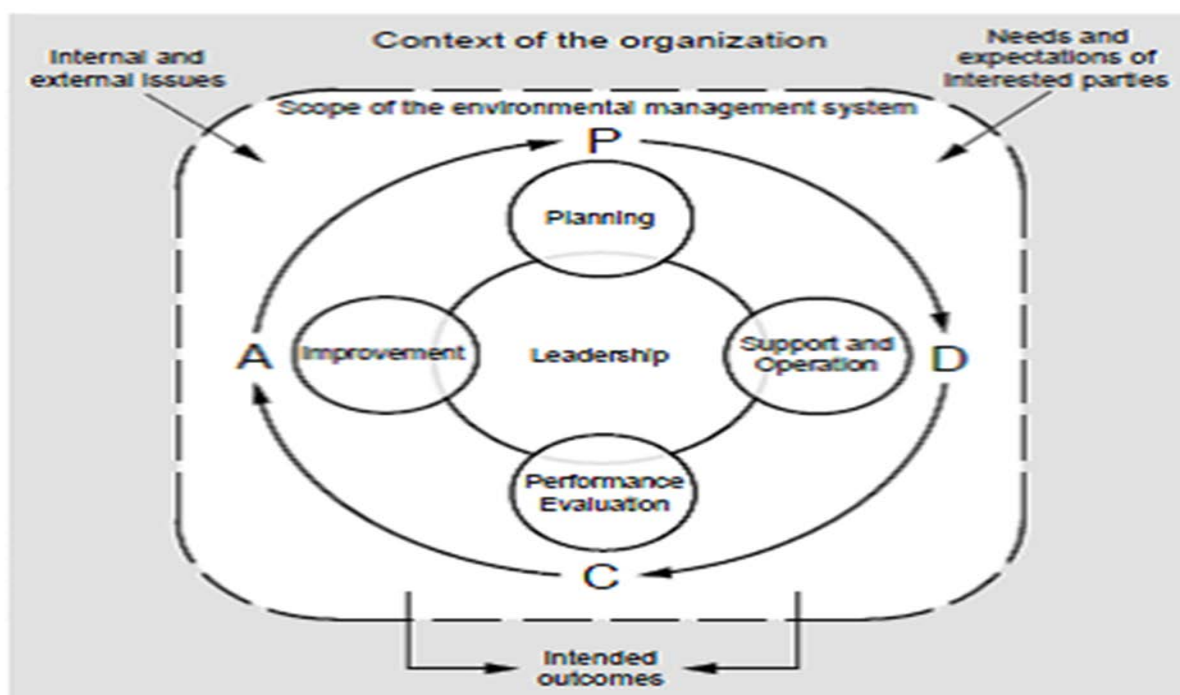 Context of the organization
Internal and
external Issues
Needs and
expectations of
Interested parties
Scope of the environmental management system
P
Planning
A
Improvement
Leadership
Support and
Operation
D
Performance
Evaluation
C
Intended
outcomes